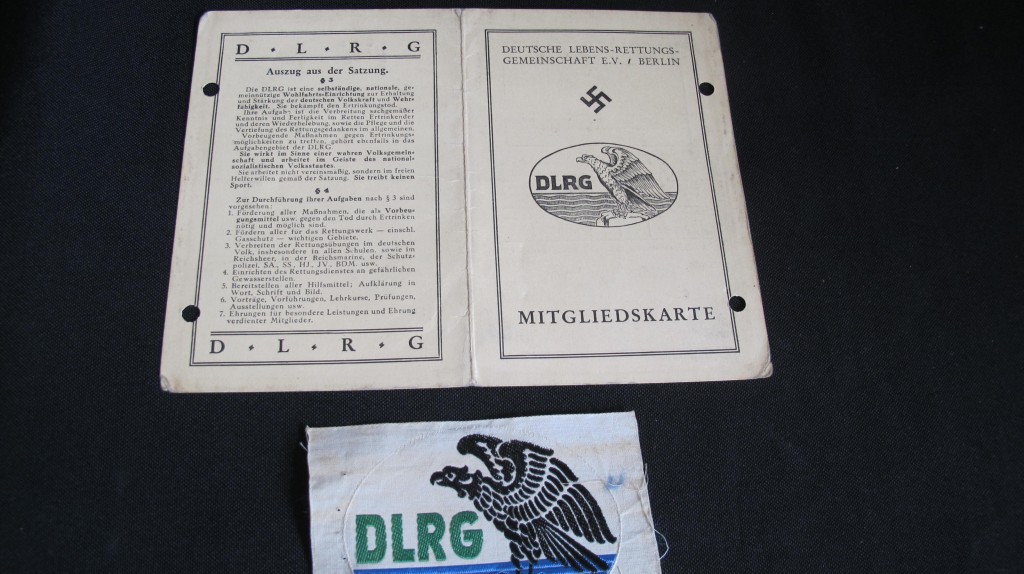 D · L · R · G
Auszug aus der Satzung.
§ 3
Die DLRG ist eine selbständige, nationale, ge-
meinnützige Wohlfahrts-Einrichtung zur Erhaltung
und Stärkung der deutschen Volkskraft und Wehr-
fähigkeit. Sie bekämpft den Ertrinkungstod.
Ihre Aufgabe ist die Verbreitung sachgemäßer
Kenntnis und Fertigkeit im Retten Ertrinkender
und deren Wiederbelebung, sowie die Pflege und die
Vertiefung des Rettungsgedankens im allgemeinen.
Vorbeugende Maßnahmen gegen Ertrinkungs-
möglichkeiten zu treffen, gehört ebenfalls in das
Aufgabengebiet der DLRG.
Sie wirkt im Sinne einer wahren Volksgemein-
schaft und arbeitet im Geiste des national-
sozialistischen Volksstaates.
Sie arbeitet nicht vereinsmäßig, sondern im freien
Helferwillen gemäß der Satzung. Sie treibt keinen
Sport.
§ 4
Zur Durchführung ihrer Aufgaben nach § 3 sind
vorgesehen:
1. Förderung aller Maßnahmen, die als Vorbeu-
gungsmittel usw. gegen den Tod durch Ertrinken
nötig und möglich sind.
2. Fördern aller für das Rettungswerk — einschl.
Gasschutz — wichtigen Gebiete.
3. Verbreiten der Rettungsübungen im deutschen
Volk, insbesondere in allen Schulen, sowie im
Reichsheer, in der Reichsmarine, der Schutz-
polizei, SA., SS., HJ., JV., BDM. usw.
4. Einrichten des Rettungsdienstes an gefährlichen
Gewässerstellen.
5. Bereitstellen aller Hilfsmittel; Aufklärung in
Wort, Schrift und Bild.
6. Vorträge, Vorführungen, Lehrkurse, Prüfungen,
Ausstellungen usw.
7. Ehrungen für besondere Leistungen und Ehrung
verdienter Mitglieder.
D · L · R · G
DEUTSCHE LEBENS-RETTUNGS-
GEMEINSCHAFT E.V. / BERLIN
DLRG
MITGLIEDSKARTE
DLRG